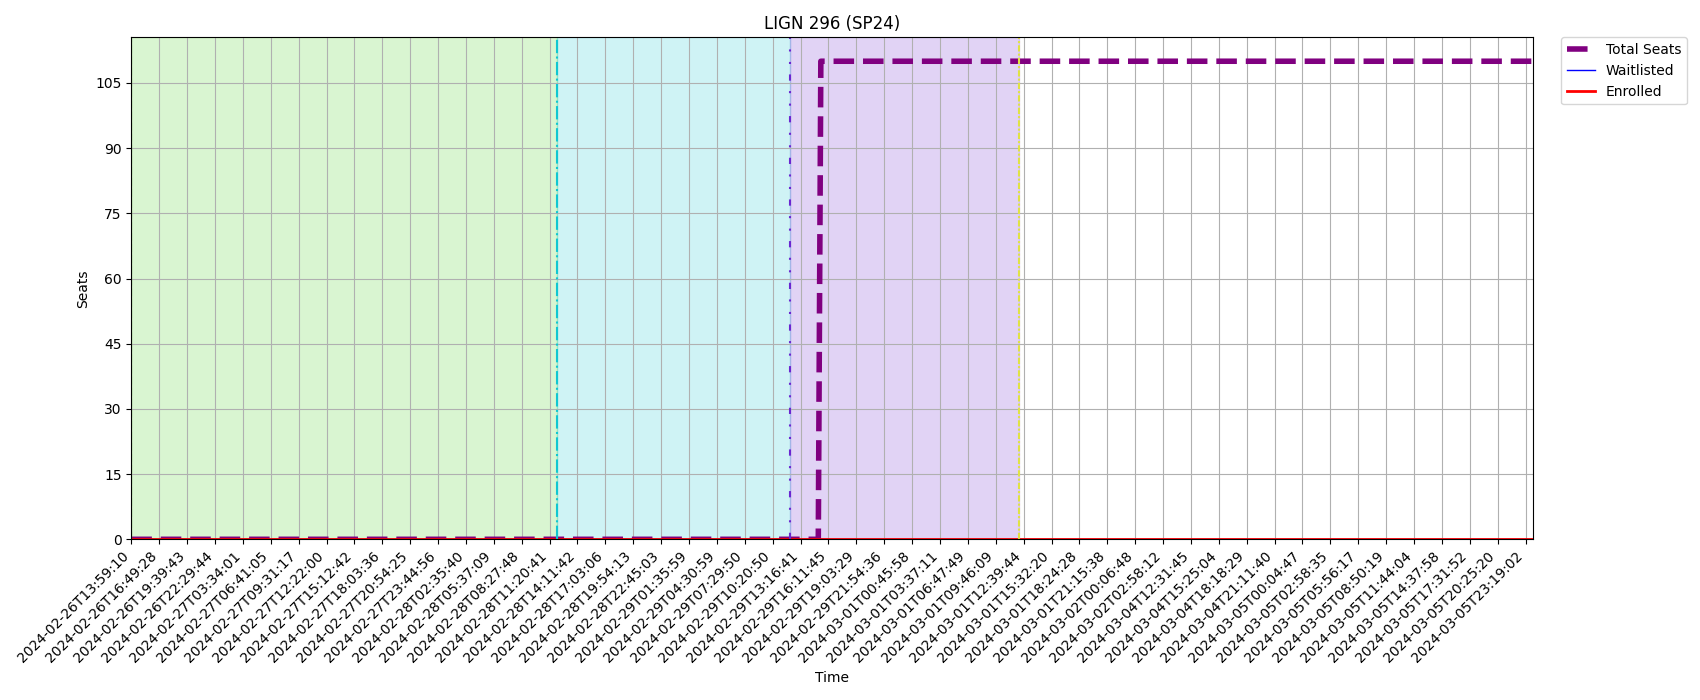 LIGN 296 (SP24)
Total Seats
Waitlisted
Enrolled
Seats
105
90
75
60
45
30
15
0
2024-02-26T13:59:10
2024-02-26T16:49:28
2024-02-26T19:39:43
2024-02-26T22:29:44
2024-02-27T03:34:01
2024-02-27T06:41:05
2024-02-27T09:31:17
2024-02-27T12:22:00
2024-02-27T15:12:42
2024-02-27T18:03:36
2024-02-27T20:54:25
2024-02-27T23:44:56
2024-02-28T02:35:40
2024-02-28T05:37:09
2024-02-28T08:27:48
2024-02-28T11:20:41
2024-02-28T14:11:42
2024-02-28T17:03:06
2024-02-28T19:54:13
2024-02-28T22:45:03
2024-02-29T01:35:59
2024-02-29T04:30:59
2024-02-29T07:29:50
2024-02-29T10:20:50
2024-02-29T13:16:41
2024-02-29T16:11:45
2024-02-29T19:03:29
2024-02-29T21:54:36
2024-03-01T00:45:58
2024-03-01T03:37:11
2024-03-01T06:47:49
2024-03-01T09:46:09
2024-03-01T12:39:44
2024-03-01T15:32:20
2024-03-01T18:24:28
2024-03-01T21:15:38
2024-03-02T00:06:48
2024-03-02T02:58:12
2024-03-04T12:31:45
2024-03-04T15:25:04
2024-03-04T18:18:29
2024-03-04T21:11:40
2024-03-05T00:04:47
2024-03-05T02:58:35
2024-03-05T05:56:17
2024-03-05T08:50:19
2024-03-05T11:44:04
2024-03-05T14:37:58
2024-03-05T17:31:52
2024-03-05T20:25:20
2024-03-05T23:19:02
Time